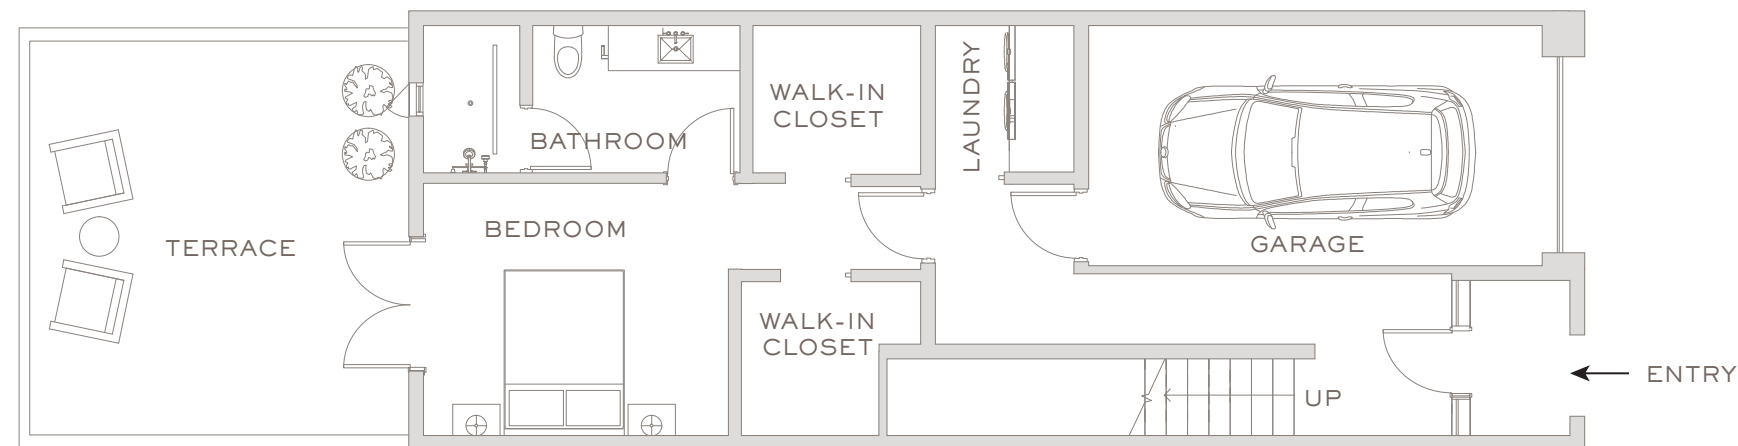 WALK-IN
CLOSET
LAUNDRY
BATHROOM
BEDROOM
TERRACE
GARAGE
WALK-IN
CLOSET
UP
ENTRY